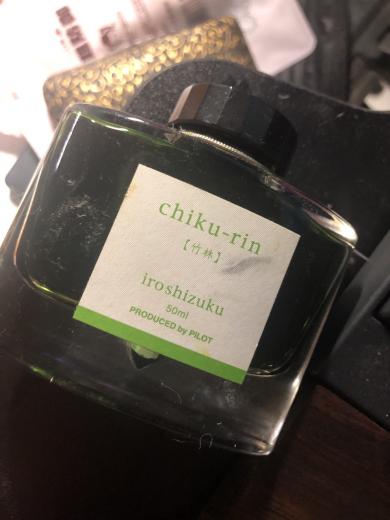 chiku-rin
【竹林】
iroshizuku
50ml
PRODUCED by PILOT